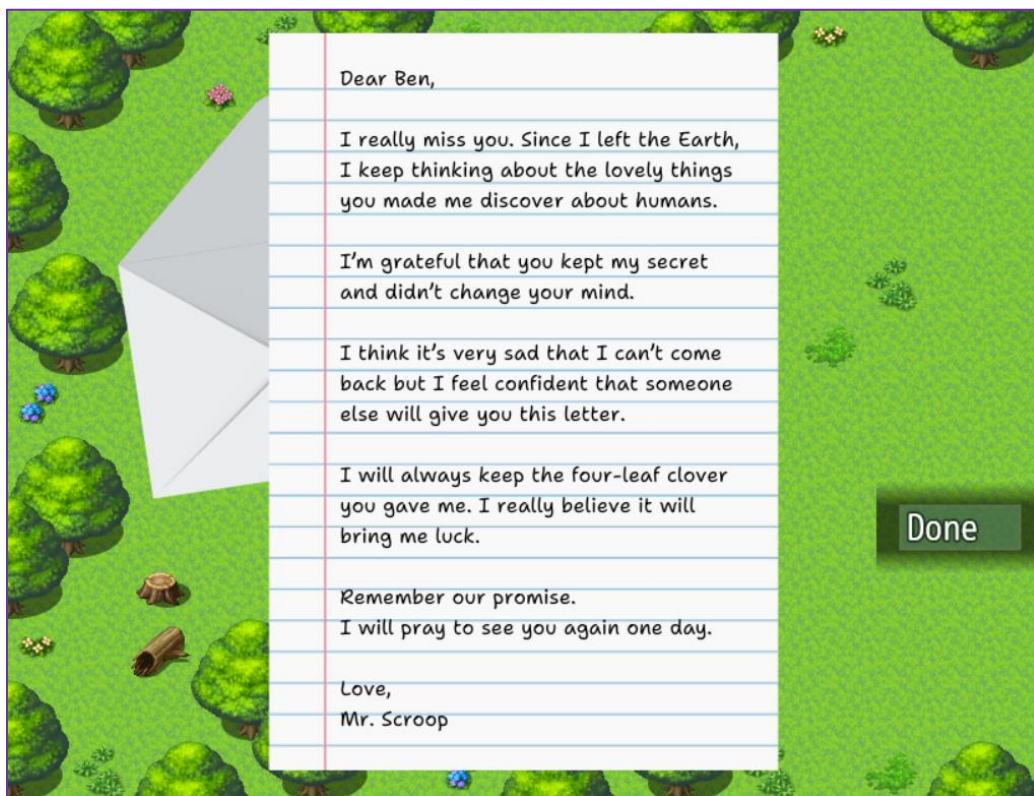 Dear Ben,
I really miss you. Since I left the Earth,
I keep thinking about the lovely things
you made me discover about humans.
I'm grateful that you kept my secret
and didn't change your mind.
I think it's very sad that I can't come
back but I feel confident that someone
else will give you this letter.
I will always keep the four-leaf clover
you gave me. I really believe it will
bring me luck.
Remember our promise.
I will pray to see you again one day.
Love,
Mr. Scroop
Done